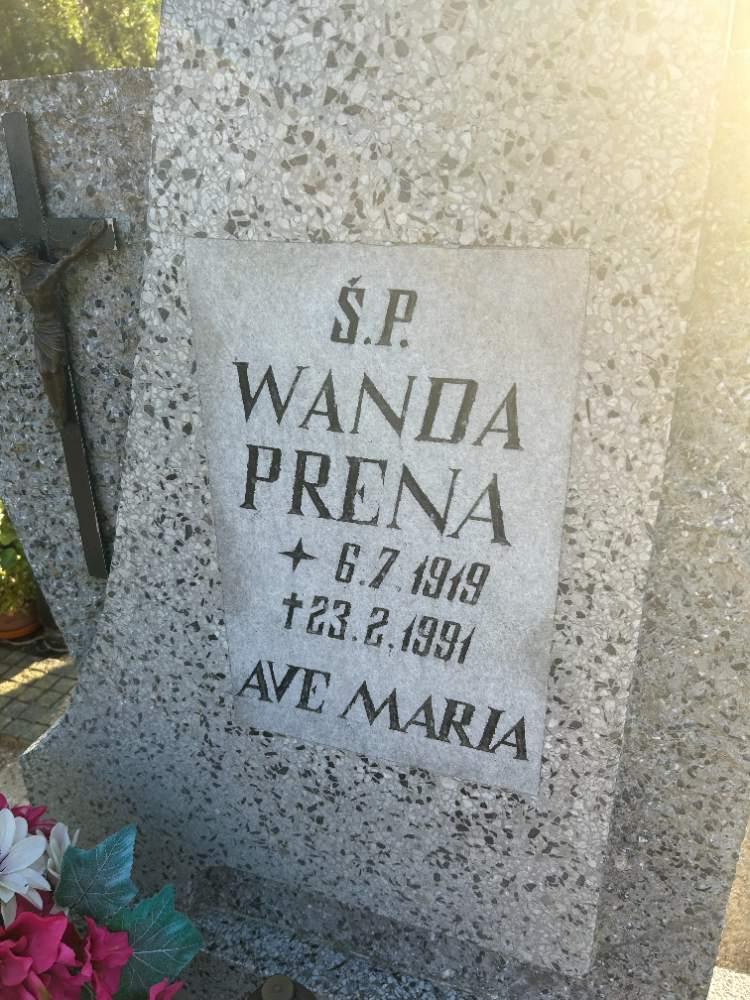 Ś.P.
WANDA
PRENA
✦ 6.7.1919
✝ 23.2.1991
AVE MARIA